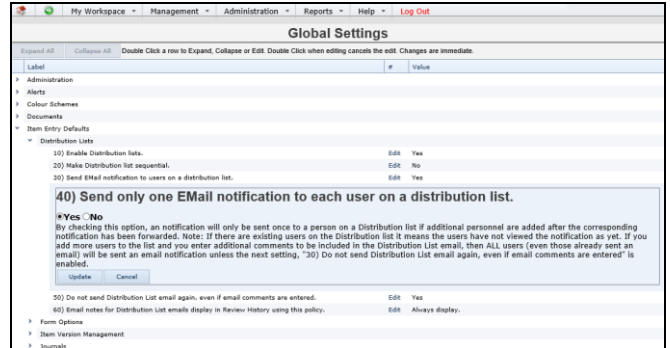 My Workspace Management Administration Reports Help Log Out
Global Settings
Expand All Collapse All Double Click a row to Expand, Collapse or Edit. Double Click when editing cancels the edit. Changes are immediate.
Label # Value
Administration
Alerts
Colour Schemes
Documents
Item Entry Defaults
Distribution Lists
10) Enable Distribution lists. Edit Yes
20) Make Distribution list sequential. Edit No
30) Send EMail notification to users on a distribution list. Edit Yes
40) Send only one EMail notification to each user on a distribution list.
Yes No
By checking this option, an notification will only be sent once to a person on a Distribution list if additional personnel are added after the corresponding
notification has been forwarded. Note: If there are existing users on the Distribution list it means the users have not viewed the notification as yet. If you
add more users to the list and you enter additional comments to be included in the Distribution List email, then ALL users (even those already sent an
email) will be sent an email notification unless the next setting, "30) Do not send Distribution List email again, even if email comments are entered" is
enabled.
Update Cancel
50) Do not send Distribution List email again, even if email comments are entered. Edit Yes
60) Email notes for Distribution List emails display in Review History using this policy. Edit Always display.
Form Options
Item Version Management
Journals